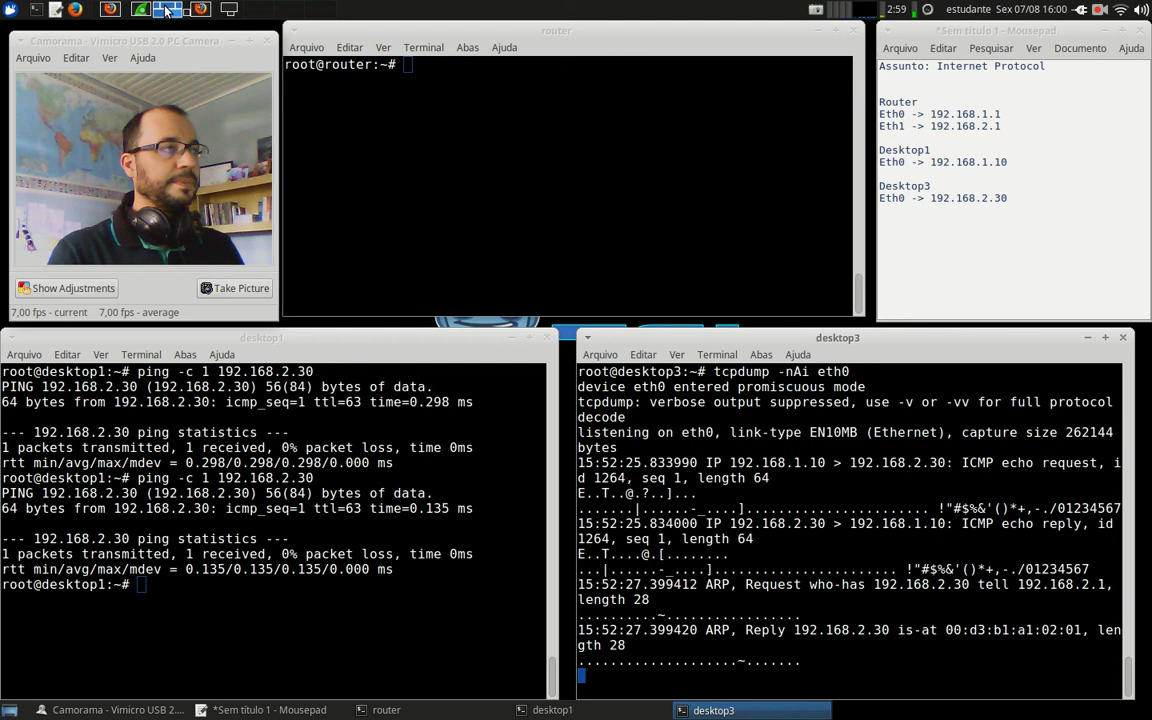 2:59
estudante Sex 07/08 16:00
Camorama - Vimicro USB 2.0 PC Camera
Arquivo Editar Ver Ajuda
Show Adjustments
Take Picture
7,00 fps - current 7,00 fps - average
router
Arquivo Editar Ver Terminal Abas Ajuda
root@router:~#
*Sem título 1 - Mousepad
Arquivo Editar Pesquisar Ver Documento Ajuda
Assunto: Internet Protocol
Router
Eth0 -> 192.168.1.1
Eth1 -> 192.168.2.1
Desktop1
Eth0 -> 192.168.1.10
Desktop3
Eth0 -> 192.168.2.30
desktop1
Arquivo Editar Ver Terminal Abas Ajuda
root@desktop1:~# ping -c 1 192.168.2.30
PING 192.168.2.30 (192.168.2.30) 56(84) bytes of data.
64 bytes from 192.168.2.30: icmp_seq=1 ttl=63 time=0.298 ms
--- 192.168.2.30 ping statistics ---
1 packets transmitted, 1 received, 0% packet loss, time 0ms
rtt min/avg/max/mdev = 0.298/0.298/0.298/0.000 ms
root@desktop1:~# ping -c 1 192.168.2.30
PING 192.168.2.30 (192.168.2.30) 56(84) bytes of data.
64 bytes from 192.168.2.30: icmp_seq=1 ttl=63 time=0.135 ms
--- 192.168.2.30 ping statistics ---
1 packets transmitted, 1 received, 0% packet loss, time 0ms
rtt min/avg/max/mdev = 0.135/0.135/0.135/0.000 ms
root@desktop1:~#
desktop3
Arquivo Editar Ver Terminal Abas Ajuda
root@desktop3:~# tcpdump -nAi eth0
device eth0 entered promiscuous mode
tcpdump: verbose output suppressed, use -v or -vv for full protocol
decode
listening on eth0, link-type EN10MB (Ethernet), capture size 262144
bytes
15:52:25.833990 IP 192.168.1.10 > 192.168.2.30: ICMP echo request, i
d 1264, seq 1, length 64
E..T..@.?..]...
.......|......-_....]........................ !"#$%&'()*+,-./01234567
15:52:25.834000 IP 192.168.2.30 > 192.168.1.10: ICMP echo reply, id
1264, seq 1, length 64
E..T....@.[........
...|......-_....]........................ !"#$%&'()*+,-./01234567
15:52:27.399412 ARP, Request who-has 192.168.2.30 tell 192.168.2.1,
length 28
..........~.................
15:52:27.399420 ARP, Reply 192.168.2.30 is-at 00:d3:b1:a1:02:01, len
gth 28
....................~.......
Camorama - Vimicro USB 2....
*Sem título 1 - Mousepad
router
desktop1
desktop3